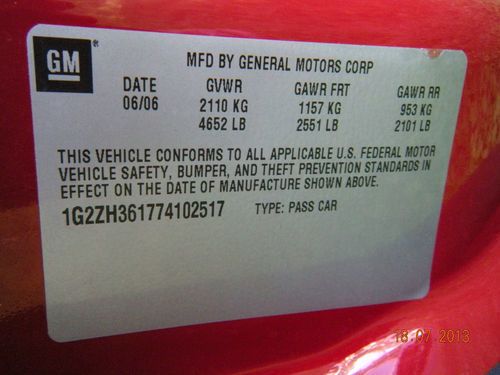 GM
MFD BY GENERAL MOTORS CORP
DATE GVWR GAWR FRT GAWR RR
06/06 2110 KG 1157 KG 953 KG
4652 LB 2551 LB 2101 LB
THIS VEHICLE CONFORMS TO ALL APPLICABLE U.S. FEDERAL MOTOR
VEHICLE SAFETY, BUMPER, AND THEFT PREVENTION STANDARDS IN
EFFECT ON THE DATE OF MANUFACTURE SHOWN ABOVE.
1G2ZH361774102517 TYPE: PASS CAR
18.07.2013